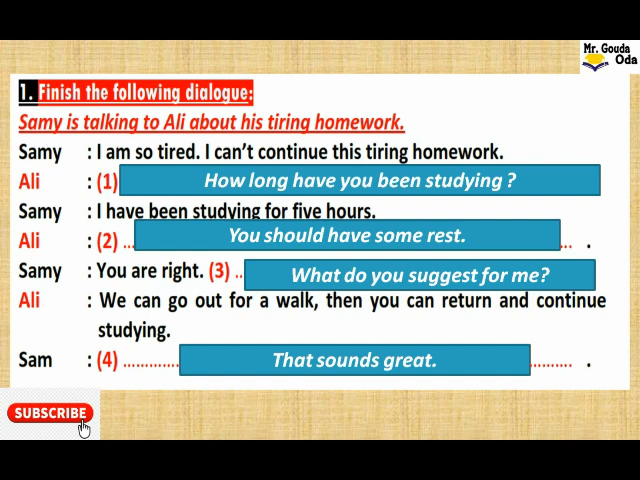 Mr. Gouda
Oda
1. Finish the following dialogue:
Samy is talking to Ali about his tiring homework.
Samy : I am so tired. I can't continue this tiring homework.
Ali : (1) How long have you been studying ?
Samy : I have been studying for five hours.
Ali : (2) ... You should have some rest. ... .
Samy : You are right. (3) .. What do you suggest for me?
Ali : We can go out for a walk, then you can return and continue
studying.
Sam : (4) ............. That sounds great. .......... .
SUBSCRIBE